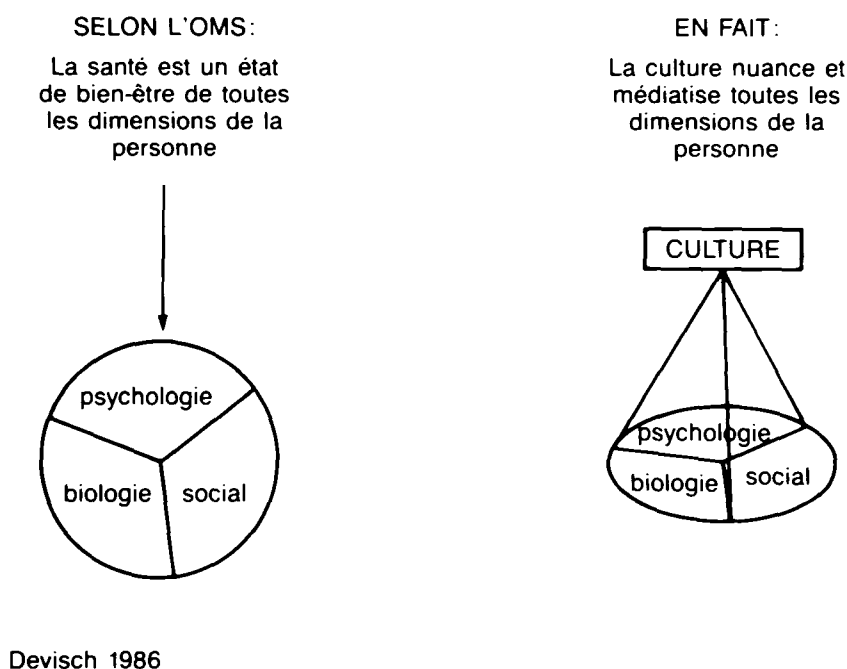 SELON L'OMS:
La santé est un état
de bien-être de toutes
les dimensions de la
personne
psychologie
biologie
social
EN FAIT:
La culture nuance et
médiatise toutes les
dimensions de la
personne
CULTURE
psychologie
biologie
social
Devisch 1986